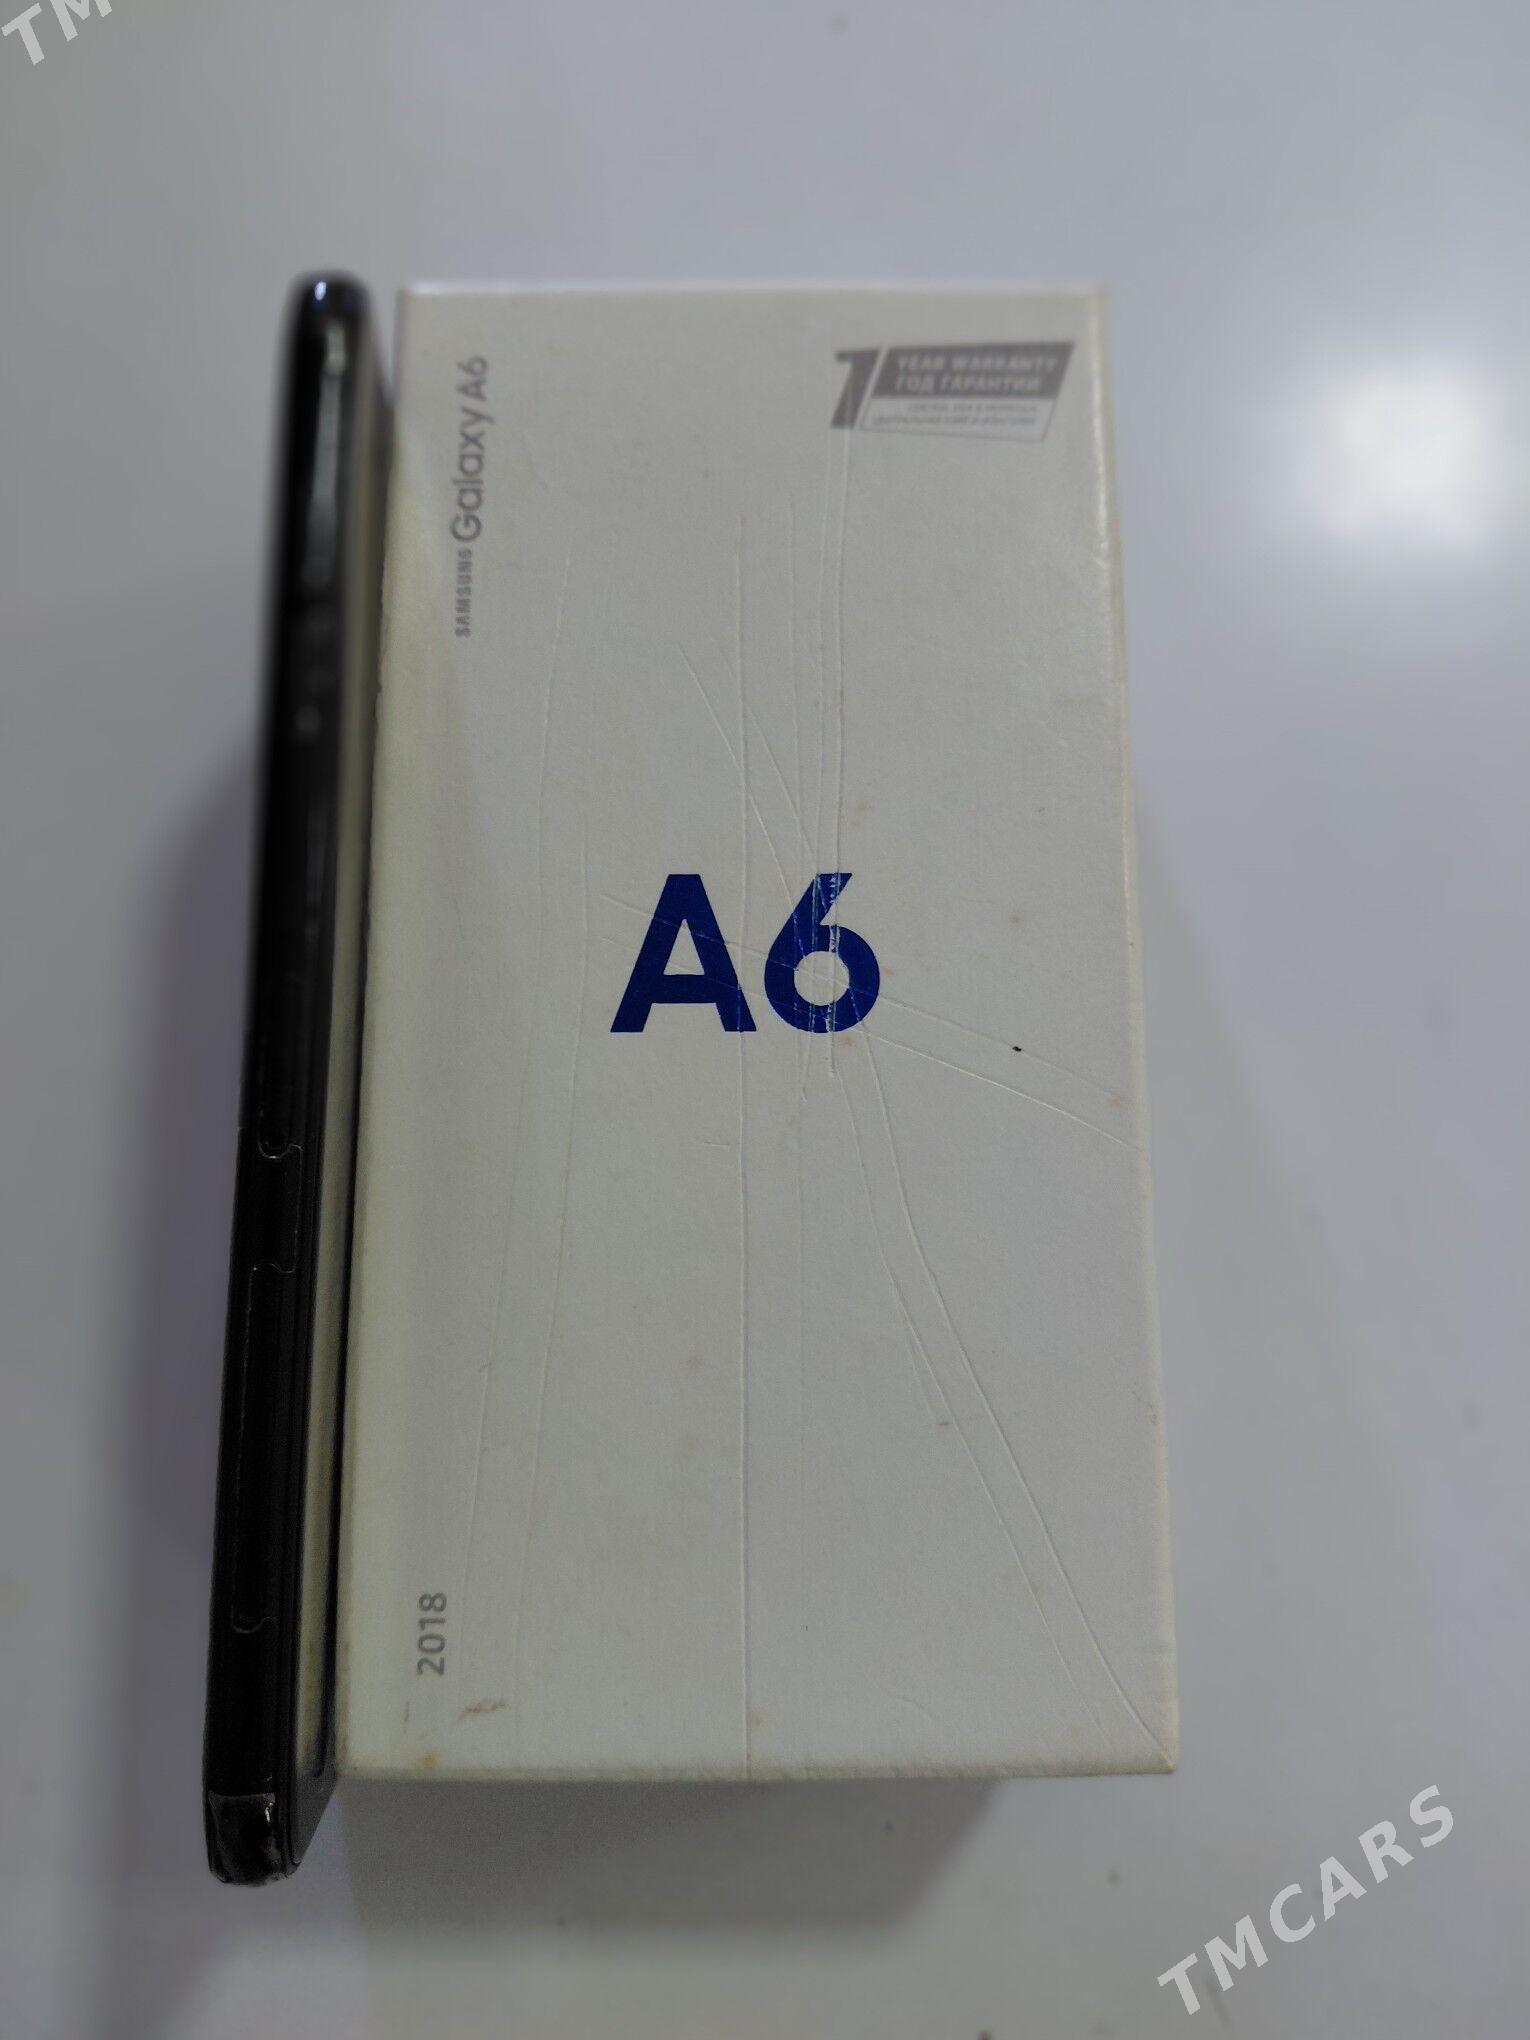 TM
SAMSUNG Galaxy A6
1 YEAR WARRANTY
ГОД ГАРАНТИИ
A6
2018
TMCARS